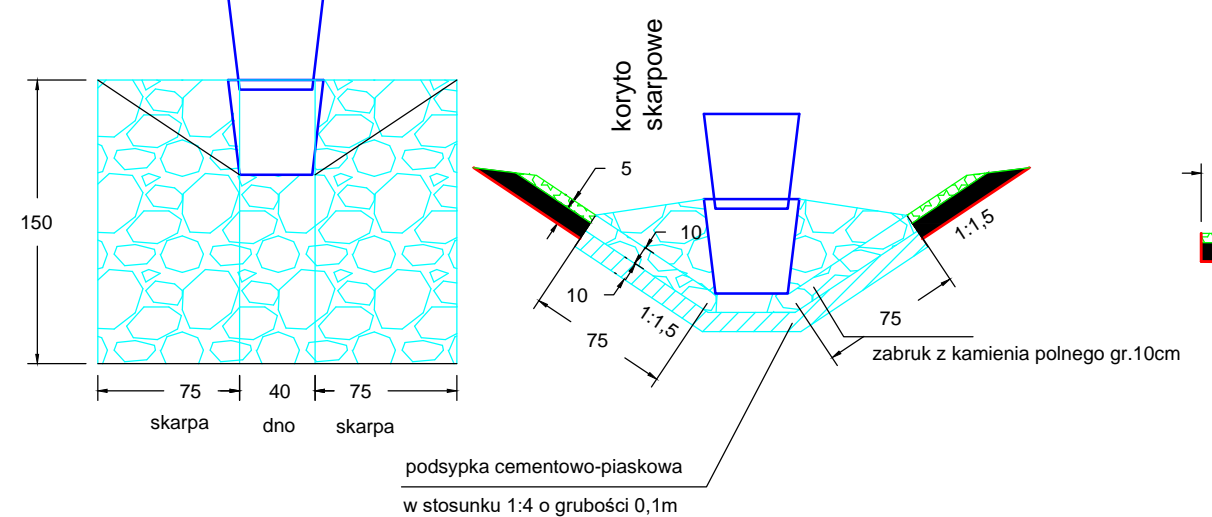 150
75
40
75
skarpa
dno
skarpa
koryto
skarpowe
5
10
10
1:1,5
75
1:1,5
75
zabruk z kamienia polnego gr.10cm
podsypka cementowo-piaskowa
w stosunku 1:4 o grubości 0,1m